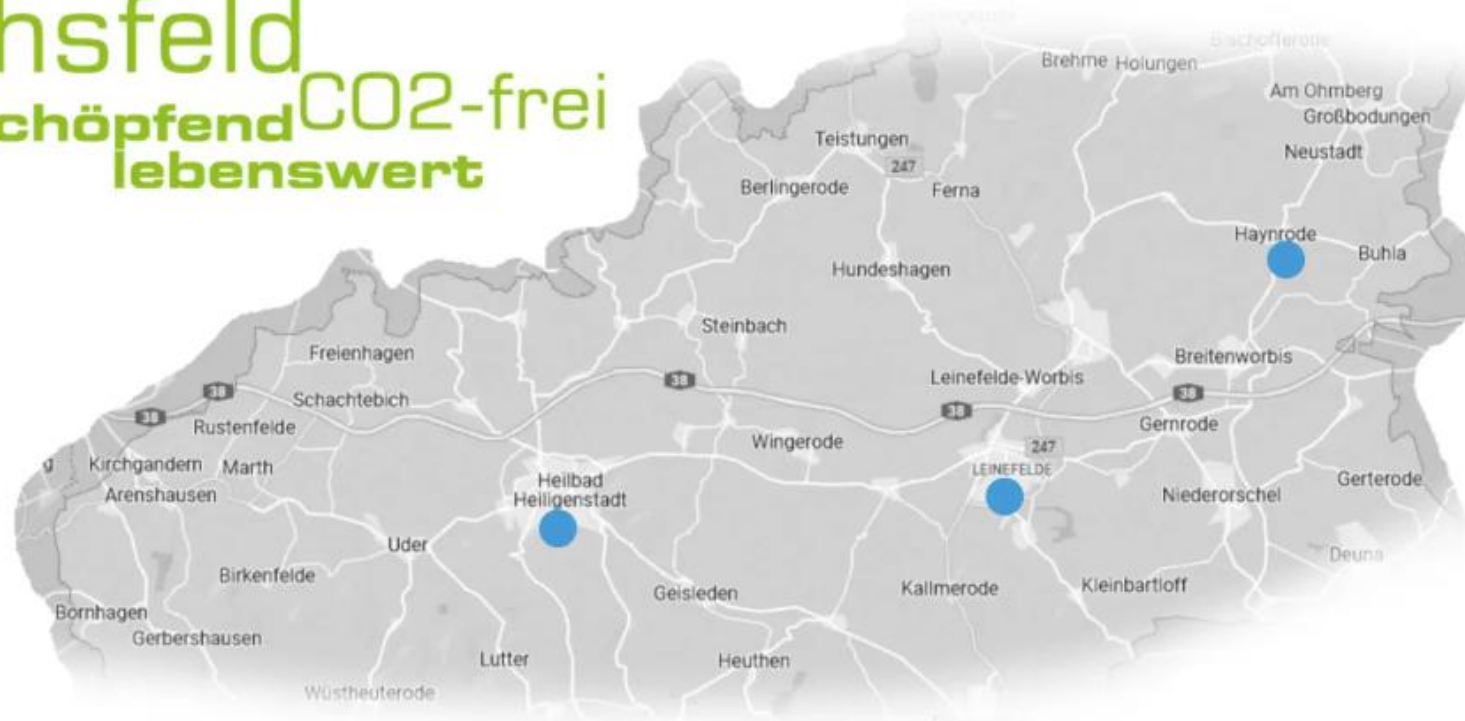 hsfeld
CO2-frei
chöpfend
lebenswert
Bischofferode
Brehme
Holungen
Am Ohmberg
Großbodungen
Teistungen
Neustadt
247
Berlingerode
Ferna
Haynrode
Buhla
Hundeshagen
Steinbach
Freienhagen
Breitenworbis
Leinefelde-Worbis
38
38
38
38
38
Schachtebich
Rustenfelde
Gernrode
Wingerode
247
g
Kirchgandern
Marth
LEINEFELDE
Heilbad
Heiligenstadt
Gerterode
Arenshausen
Niederorschel
Uder
Deuna
Birkenfelde
Geisleden
Kallmerode
Kleinbartloff
Bornhagen
Gerbershausen
Lutter
Heuthen
Wüstheuterode